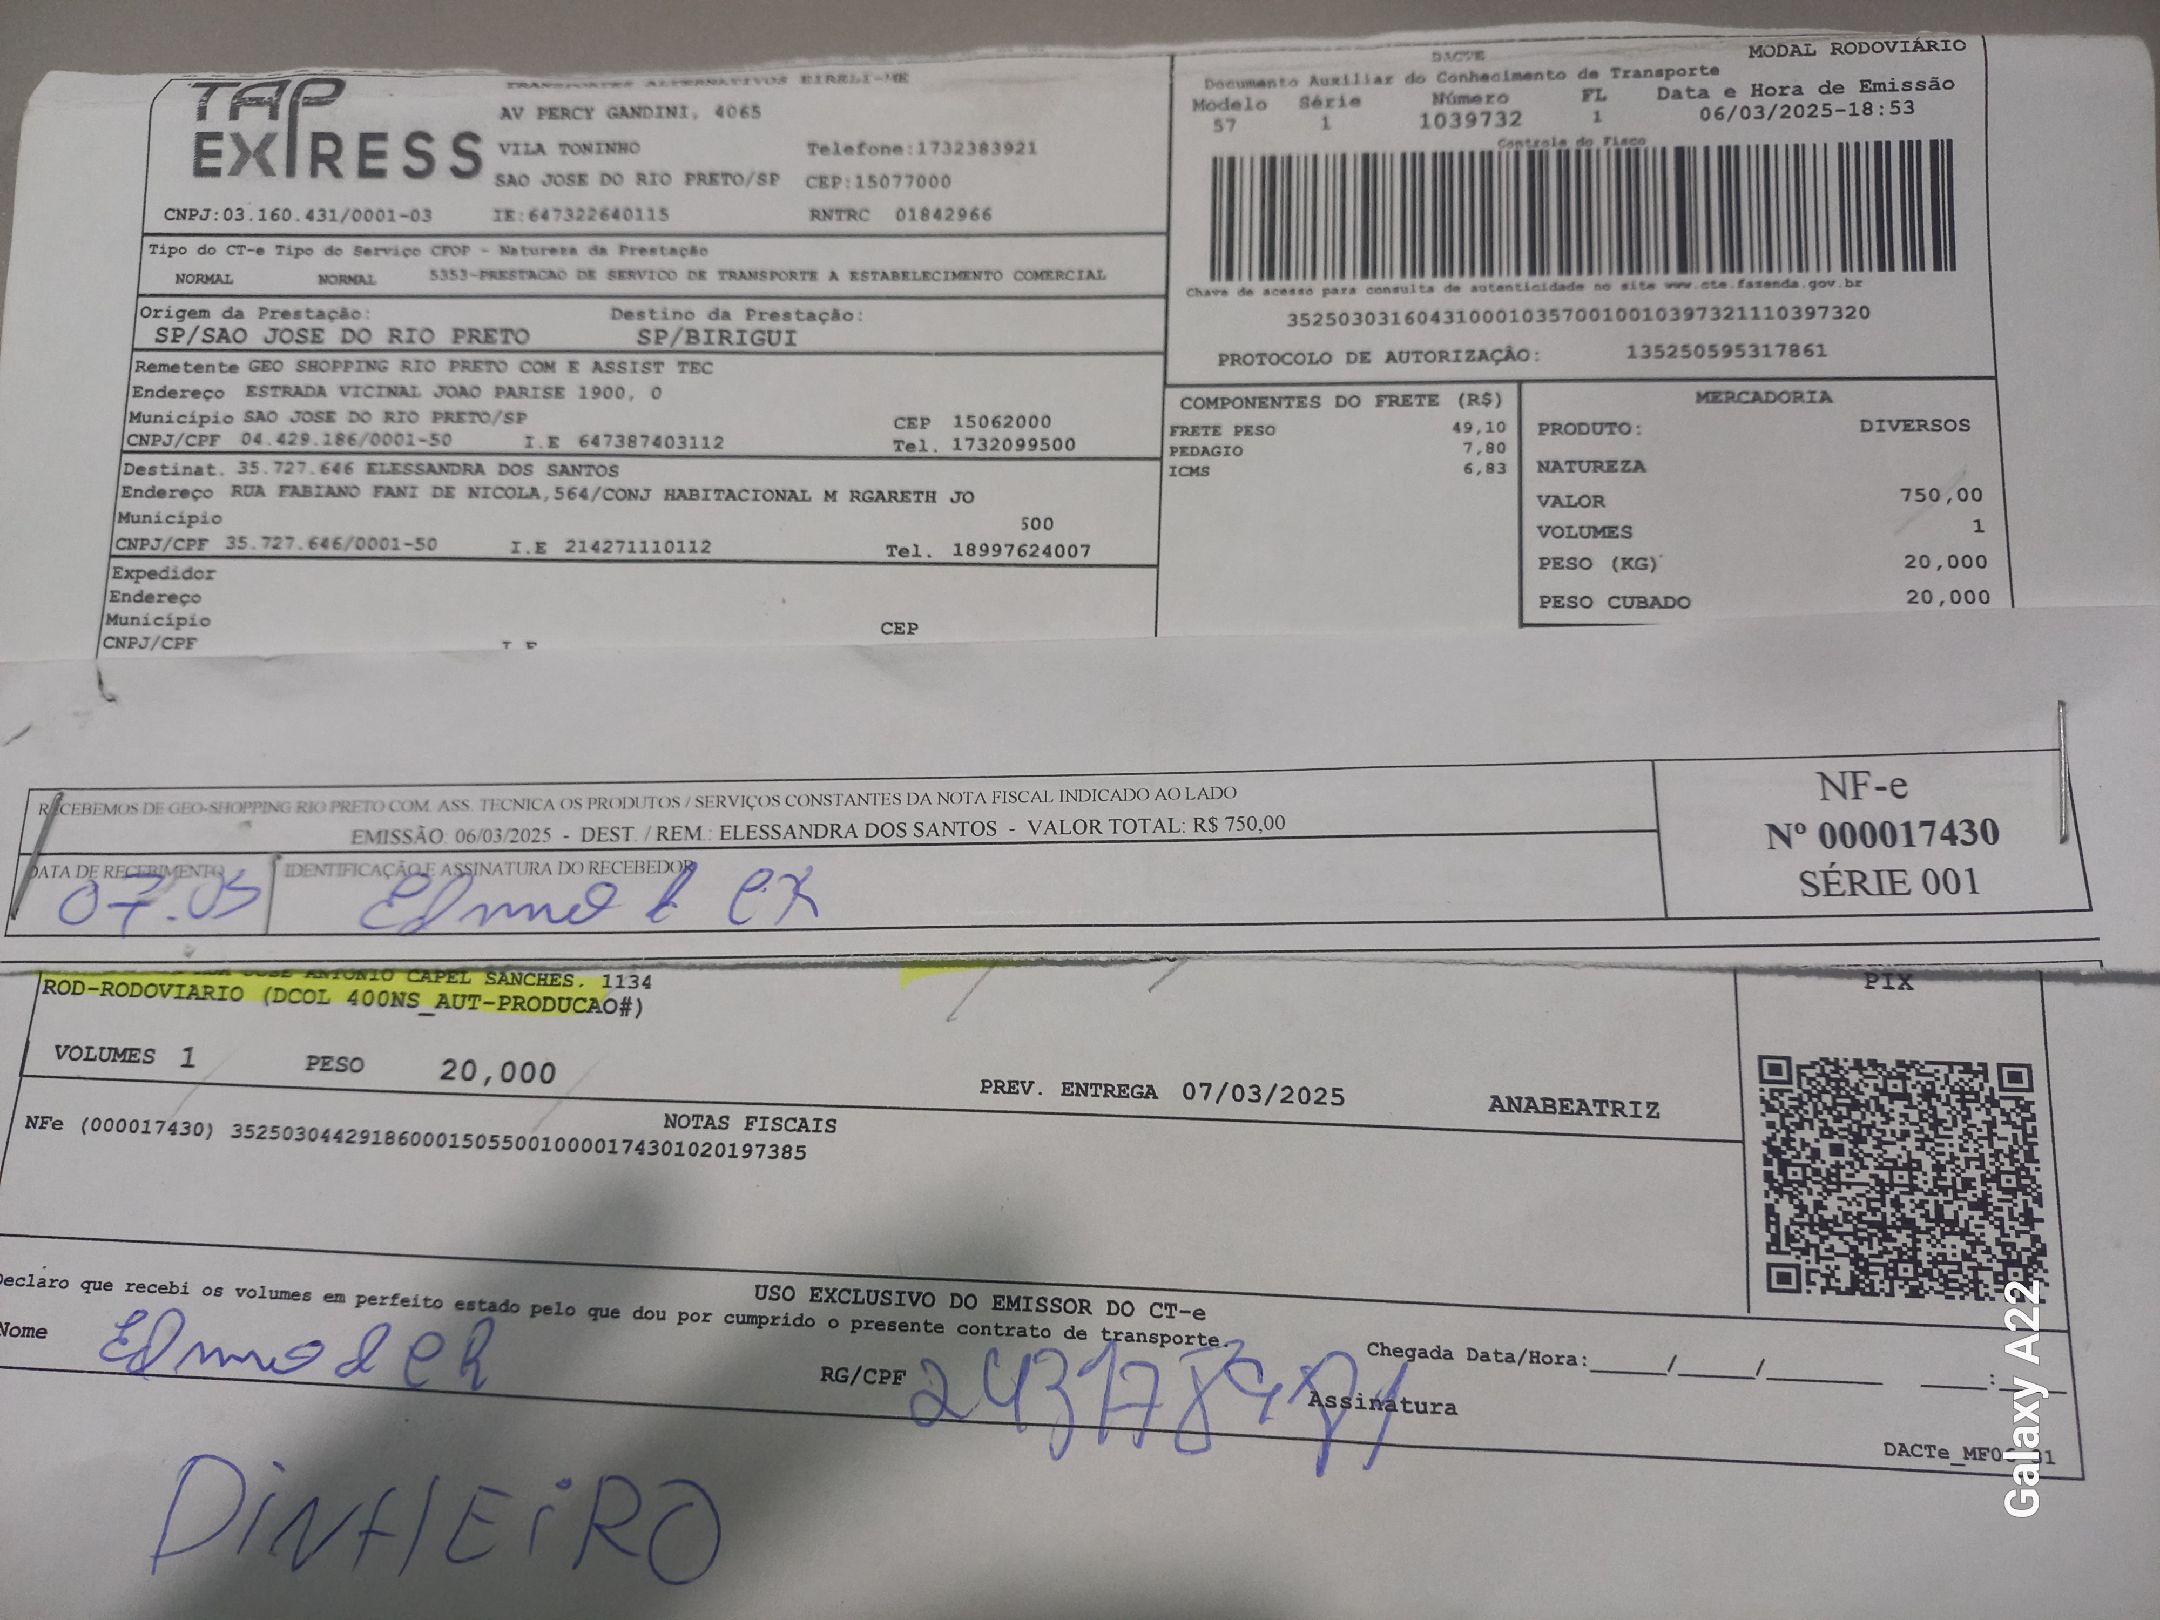 TAP EXPRESS
TRANSPORTES ALTERNATIVOS EIRELI-ME
AV PERCY GANDINI, 4065
VILA TONINHO Telefone:1732383921
SAO JOSE DO RIO PRETO/SP CEP:15077000
CNPJ:03.160.431/0001-03 IE:647322640115 RNTRC 01842966
DACTE MODAL RODOVIÁRIO
Documento Auxiliar do Conhecimento de Transporte
Modelo Série Número FL Data e Hora de Emissão
57 1 1039732 1 06/03/2025-18:53
Controle do Fisco
Chave de acesso para consulta de autenticidade no site www.cte.fazenda.gov.br
35250303160431000103570010010397321110397320
PROTOCOLO DE AUTORIZAÇÃO: 135250595317861
Tipo do CT-e Tipo do Serviço CFOP - Natureza da Prestação
NORMAL NORMAL 5353-PRESTACAO DE SERVICO DE TRANSPORTE A ESTABELECIMENTO COMERCIAL
Origem da Prestação: Destino da Prestação:
SP/SAO JOSE DO RIO PRETO SP/BIRIGUI
Remetente GEO SHOPPING RIO PRETO COM E ASSIST TEC
Endereço ESTRADA VICINAL JOAO PARISE 1900, 0
Município SAO JOSE DO RIO PRETO/SP CEP 15062000
CNPJ/CPF 04.429.186/0001-50 I.E 647387403112 Tel. 1732099500
Destinat. 35.727.646 ELESSANDRA DOS SANTOS
Endereço RUA FABIANO FANI DE NICOLA,564/CONJ HABITACIONAL M RGARETH JO
Município 500
CNPJ/CPF 35.727.646/0001-50 I.E 214271110112 Tel. 18997624007
Expedidor
Endereço
Município CEP
CNPJ/CPF
COMPONENTES DO FRETE (R$)
FRETE PESO 49,10
PEDAGIO 7,80
ICMS 6,83
MERCADORIA
PRODUTO: DIVERSOS
NATUREZA
VALOR 750,00
VOLUMES 1
PESO (KG) 20,000
PESO CUBADO 20,000
RECEBEMOS DE GEO-SHOPPING RIO PRETO COM. ASS. TECNICA OS PRODUTOS / SERVIÇOS CONSTANTES DA NOTA FISCAL INDICADO AO LADO
EMISSÃO: 06/03/2025 - DEST. / REM.: ELESSANDRA DOS SANTOS - VALOR TOTAL: R$ 750,00
DATA DE RECEBIMENTO IDENTIFICAÇÃO E ASSINATURA DO RECEBEDOR
07.03
NF-e
Nº 000017430
SÉRIE 001
JOSE ANTONIO CAPEL SANCHES, 1134
ROD-RODOVIARIO (DCOL 400NS_AUT-PRODUCAO#)
VOLUMES 1 PESO 20,000 PREV. ENTREGA 07/03/2025 ANABEATRIZ
PIX
NOTAS FISCAIS
NFe (000017430) 35250304429186000150550010000174301020197385
USO EXCLUSIVO DO EMISSOR DO CT-e
Declaro que recebi os volumes em perfeito estado pelo que dou por cumprido o presente contrato de transporte.
Nome RG/CPF Chegada Data/Hora:_____/_____/_______ ____:____
Assinatura
DINHEIRO
Galaxy A22